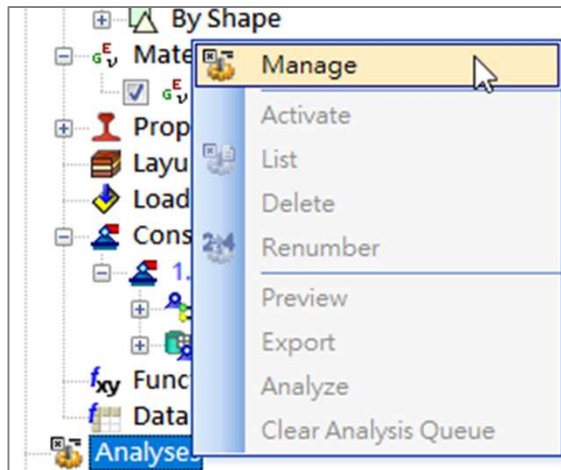 By Shape
Mate
Manage
Prop
Activate
Layu
List
Load
Delete
Cons
Renumber
1.
Preview
Export
Func
Analyze
Data
Clear Analysis Queue
Analyse